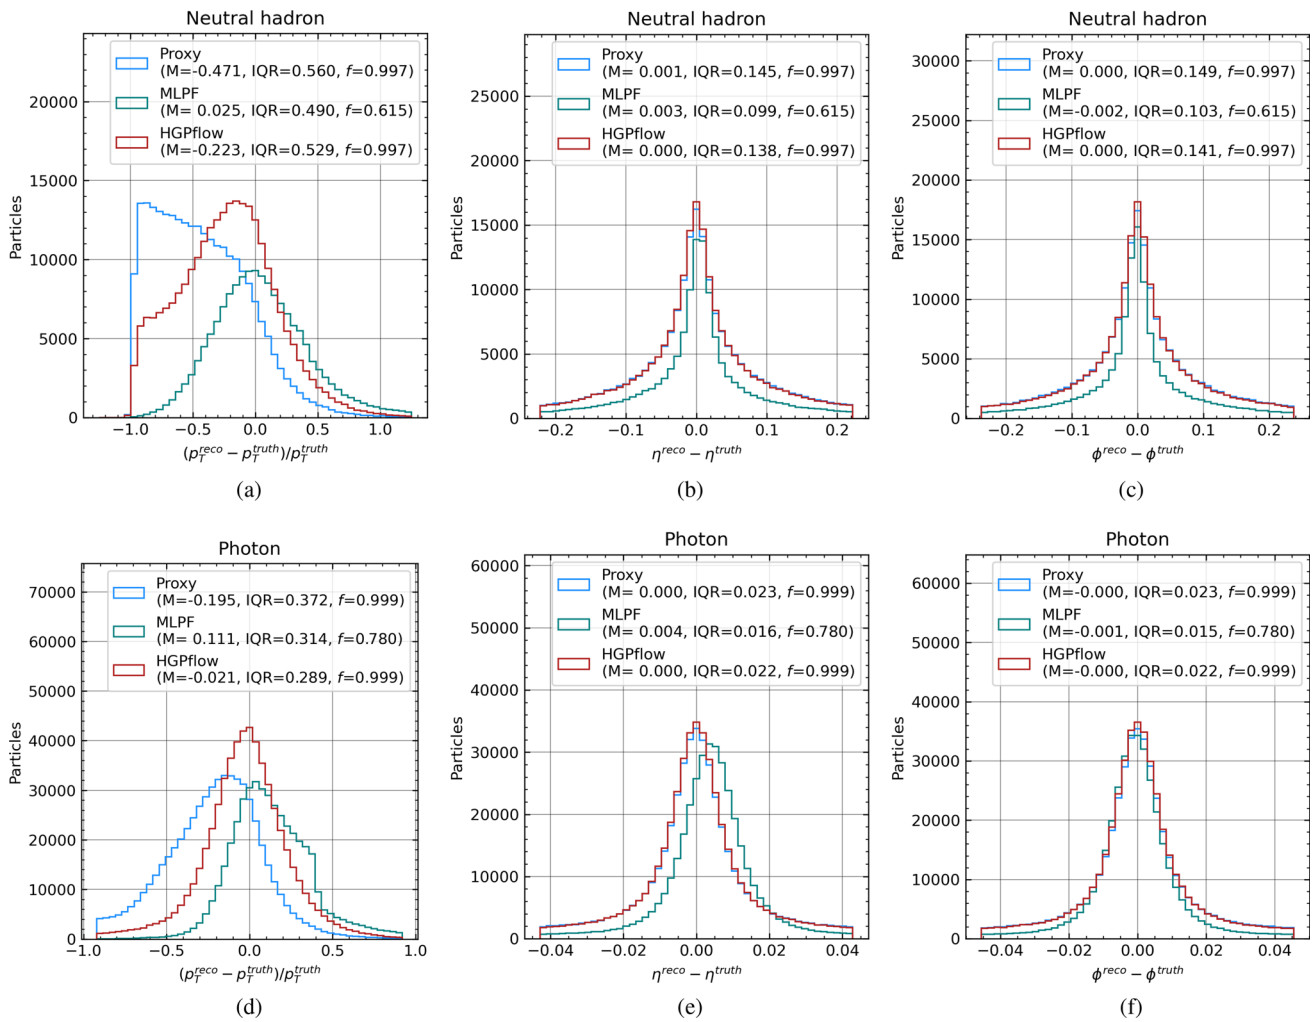 Neutral hadron
Proxy
(M=-0.471, IQR=0.560, f=0.997)
MLPF
(M= 0.025, IQR=0.490, f=0.615)
HGPflow
(M=-0.223, IQR=0.529, f=0.997)
Particles
20000
15000
10000
5000
0
−1.0 −0.5 0.0 0.5 1.0
(p_T^reco − p_T^truth)/p_T^truth
(a)
Neutral hadron
Proxy
(M= 0.001, IQR=0.145, f=0.997)
MLPF
(M= 0.003, IQR=0.099, f=0.615)
HGPflow
(M= 0.000, IQR=0.138, f=0.997)
Particles
25000
20000
15000
10000
5000
0
−0.2 −0.1 0.0 0.1 0.2
η^reco − η^truth
(b)
Neutral hadron
Proxy
(M= 0.000, IQR=0.149, f=0.997)
MLPF
(M=-0.002, IQR=0.103, f=0.615)
HGPflow
(M= 0.000, IQR=0.141, f=0.997)
Particles
30000
25000
20000
15000
10000
5000
0
−0.2 −0.1 0.0 0.1 0.2
ϕ^reco − ϕ^truth
(c)
Photon
Proxy
(M=-0.195, IQR=0.372, f=0.999)
MLPF
(M= 0.111, IQR=0.314, f=0.780)
HGPflow
(M=-0.021, IQR=0.289, f=0.999)
Particles
70000
60000
50000
40000
30000
20000
10000
0
−1.0 −0.5 0.0 0.5 1.0
(p_T^reco − p_T^truth)/p_T^truth
(d)
Photon
Proxy
(M= 0.000, IQR=0.023, f=0.999)
MLPF
(M= 0.004, IQR=0.016, f=0.780)
HGPflow
(M= 0.000, IQR=0.022, f=0.999)
Particles
60000
50000
40000
30000
20000
10000
0
−0.04 −0.02 0.00 0.02 0.04
η^reco − η^truth
(e)
Photon
Proxy
(M=-0.000, IQR=0.023, f=0.999)
MLPF
(M=-0.001, IQR=0.015, f=0.780)
HGPflow
(M=-0.000, IQR=0.022, f=0.999)
Particles
60000
50000
40000
30000
20000
10000
0
−0.04 −0.02 0.00 0.02 0.04
ϕ^reco − ϕ^truth
(f)